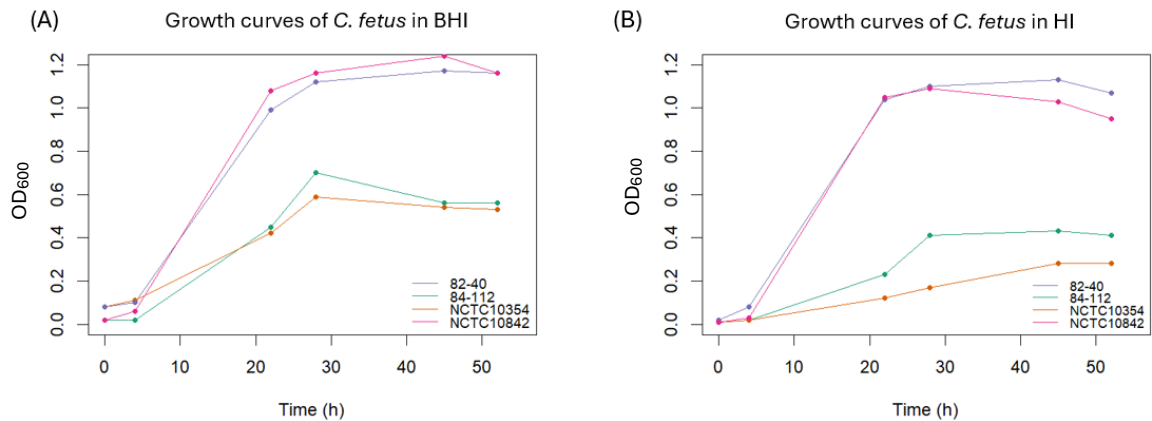 (A)
Growth curves of C. fetus in BHI
OD600
1.2
1.0
0.8
0.6
0.4
0.2
0.0
82-40
84-112
NCTC10354
NCTC10842
0 10 20 30 40 50
Time (h)
(B)
Growth curves of C. fetus in HI
OD600
1.2
1.0
0.8
0.6
0.4
0.2
0.0
82-40
84-112
NCTC10354
NCTC10842
0 10 20 30 40 50
Time (h)